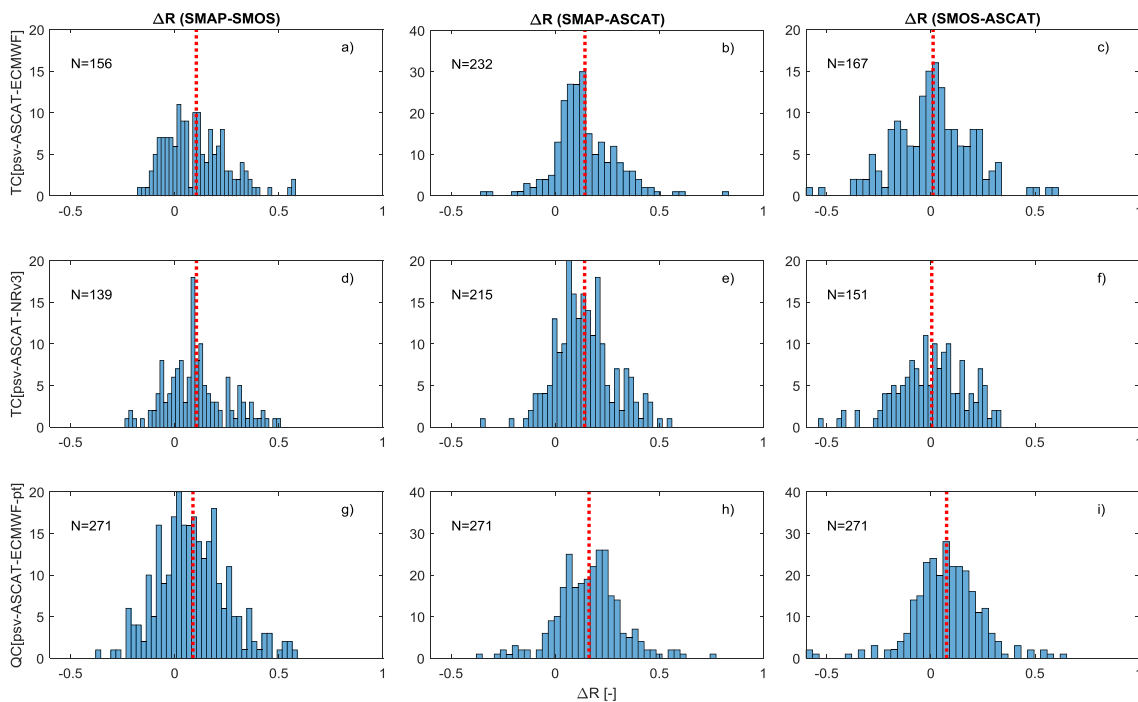 ΔR (SMAP-SMOS)
ΔR (SMAP-ASCAT)
ΔR (SMOS-ASCAT)
TC[psv-ASCAT-ECMWF]
20
15
10
5
0
N=156
a)
-0.5 0 0.5 1
40
30
20
10
0
N=232
b)
-0.5 0 0.5 1
20
15
10
5
0
N=167
c)
-0.5 0 0.5 1
TC[psv-ASCAT-NRv3]
20
15
10
5
0
N=139
d)
-0.5 0 0.5 1
20
15
10
5
0
N=215
e)
-0.5 0 0.5 1
20
15
10
5
0
N=151
f)
-0.5 0 0.5 1
QC[psv-ASCAT-ECMWF-pt]
20
15
10
5
0
N=271
g)
-0.5 0 0.5 1
40
30
20
10
0
N=271
h)
-0.5 0 0.5 1
40
30
20
10
0
N=271
i)
-0.5 0 0.5 1
ΔR [-]